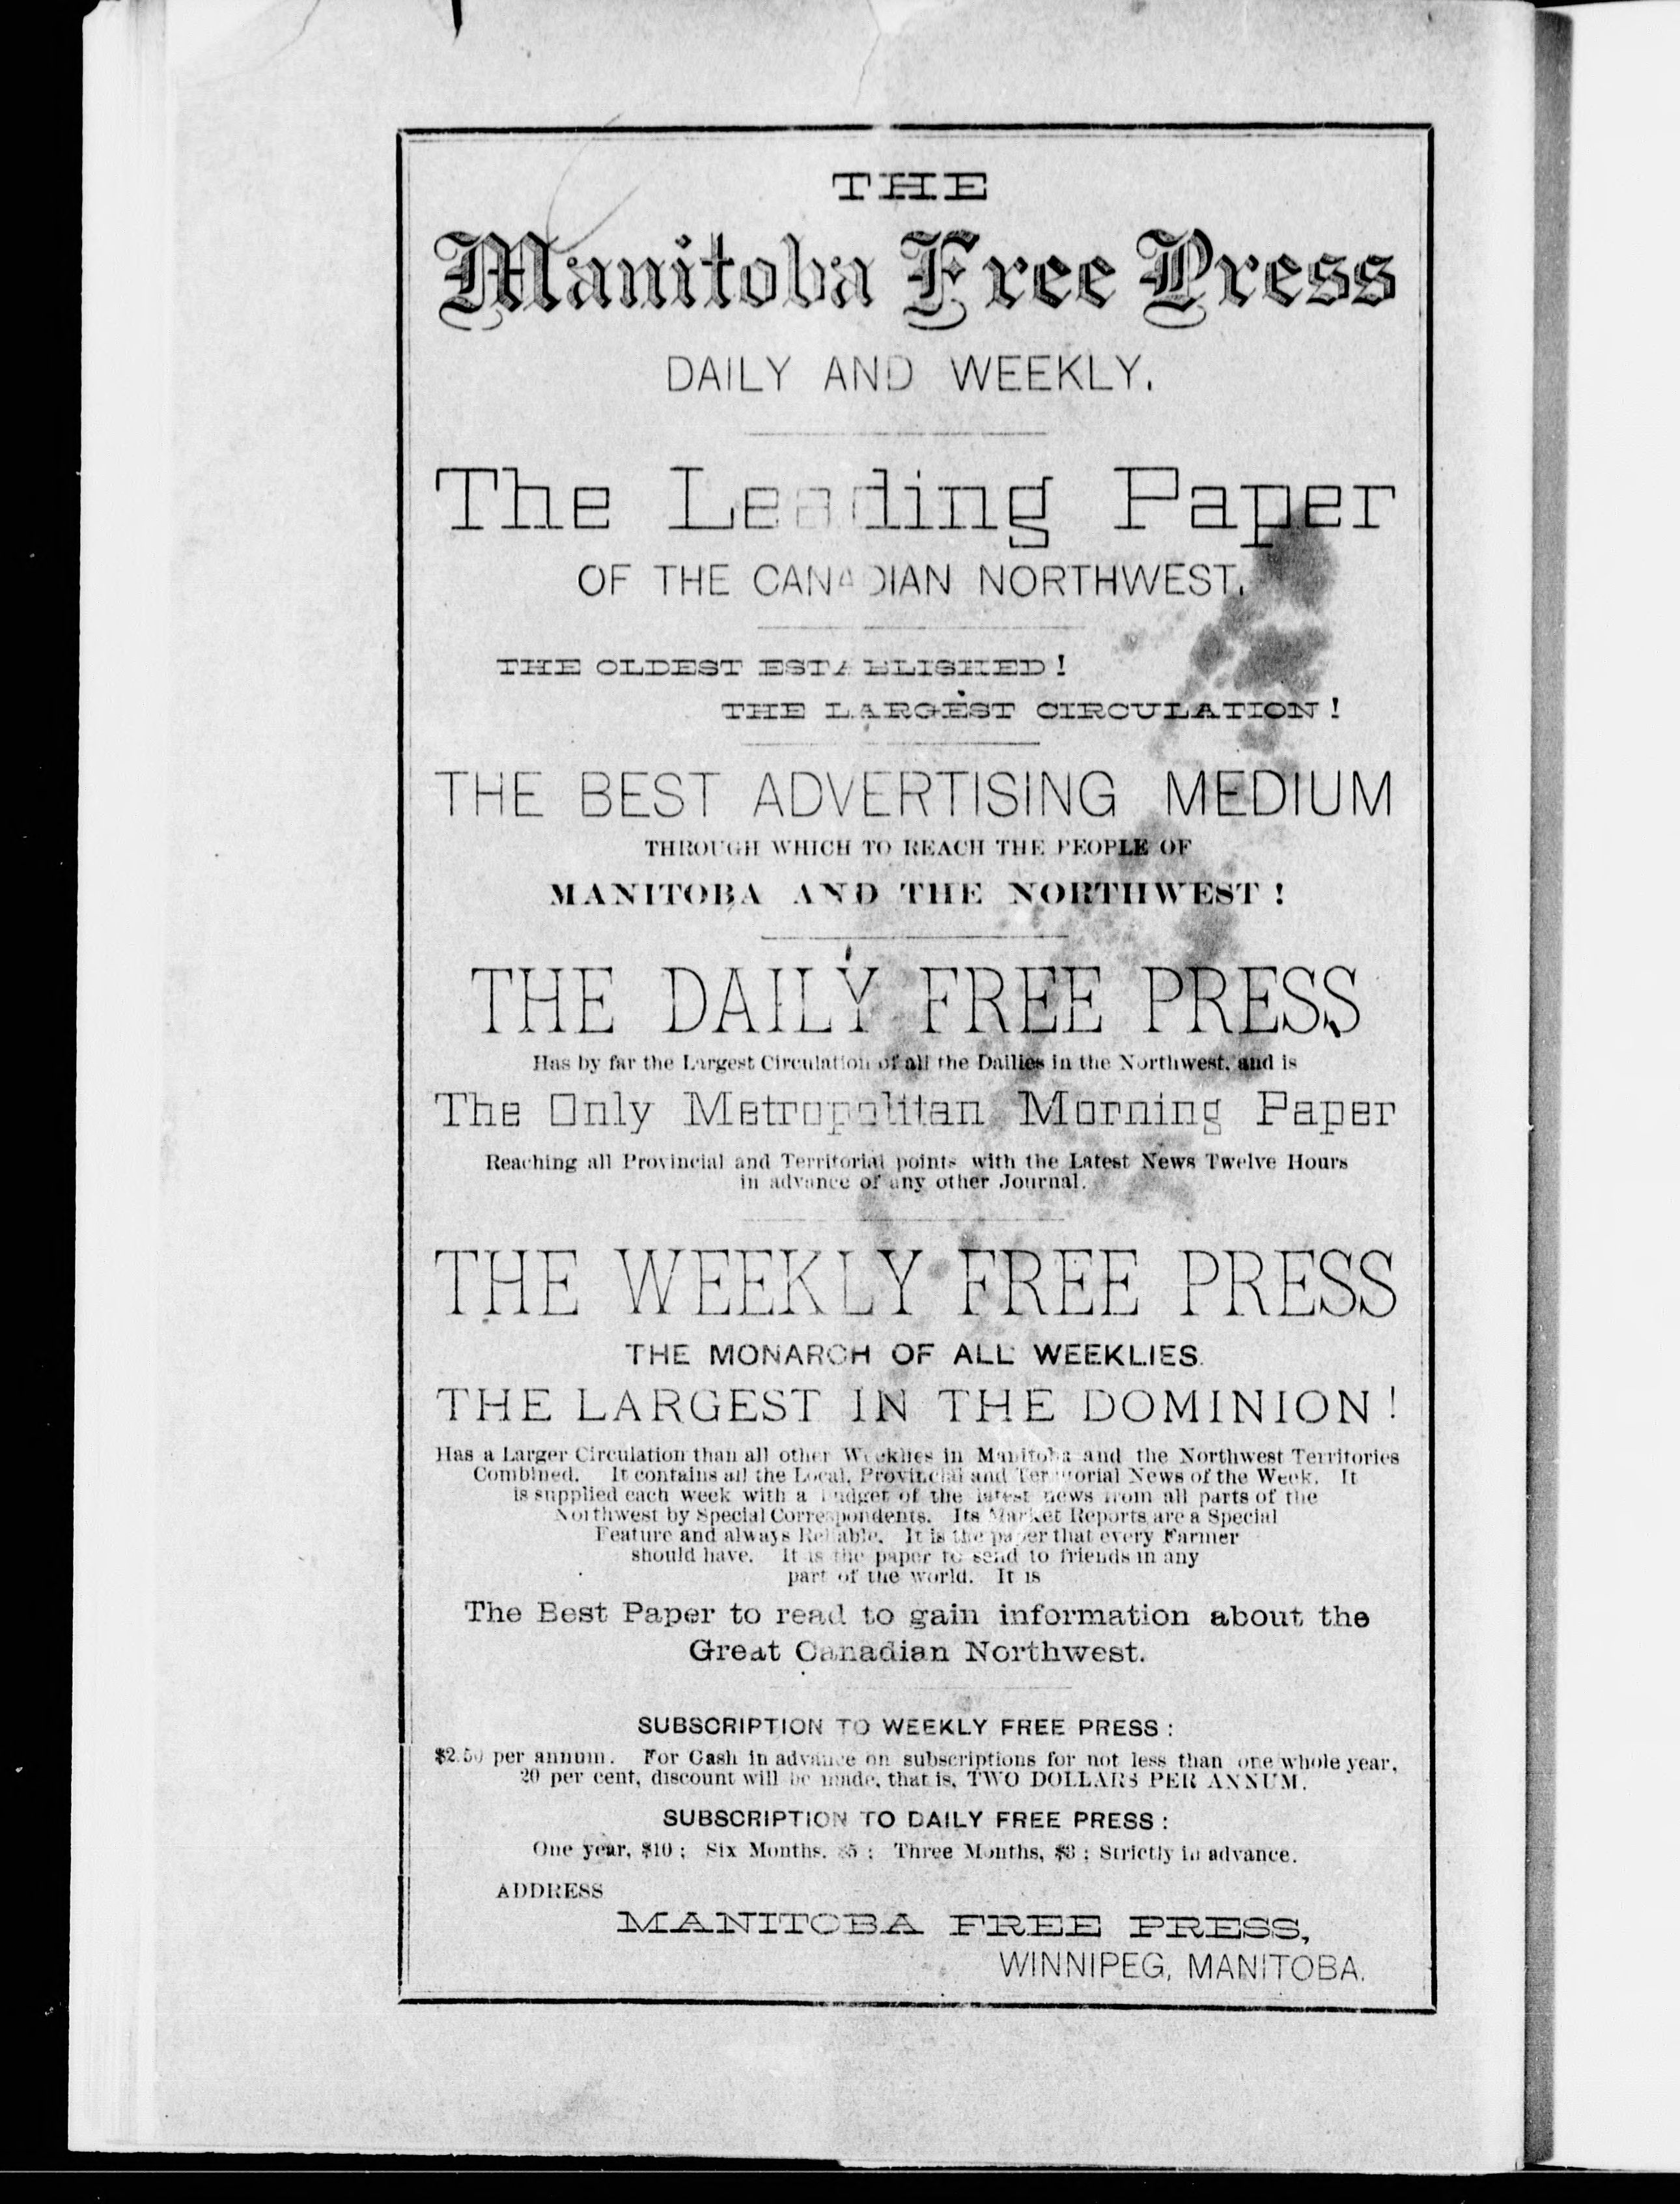 THE
Manitoba Free Press
DAILY AND WEEKLY.
The Leading Paper
OF THE CANADIAN NORTHWEST.
THE OLDEST ESTABLISHED!
THE LARGEST CIRCULATION!
THE BEST ADVERTISING MEDIUM
THROUGH WHICH TO REACH THE PEOPLE OF
MANITOBA AND THE NORTHWEST!
THE DAILY FREE PRESS
Has by far the Largest Circulation of all the Dailies in the Northwest, and is
The Only Metropolitan Morning Paper
Reaching all Provincial and Territorial points with the Latest News Twelve Hours
in advance of any other Journal.
THE WEEKLY FREE PRESS
THE MONARCH OF ALL WEEKLIES.
THE LARGEST IN THE DOMINION!
Has a Larger Circulation than all other Weeklies in Manitoba and the Northwest Territories
Combined. It contains all the Local, Provincial and Territorial News of the Week. It
is supplied each week with a budget of the latest news from all parts of the
Northwest by Special Correspondents. Its Market Reports are a Special
Feature and always Reliable. It is the paper that every Farmer
should have. It is the paper to send to friends in any
part of the world. It is
The Best Paper to read to gain information about the
Great Canadian Northwest.
SUBSCRIPTION TO WEEKLY FREE PRESS:
$2.50 per annum. For Cash in advance on subscriptions for not less than one whole year,
20 per cent, discount will be made, that is, TWO DOLLARS PER ANNUM.
SUBSCRIPTION TO DAILY FREE PRESS:
One year, $10; Six Months, $5; Three Months, $3; Strictly in advance.
ADDRESS
MANITOBA FREE PRESS,
WINNIPEG, MANITOBA.